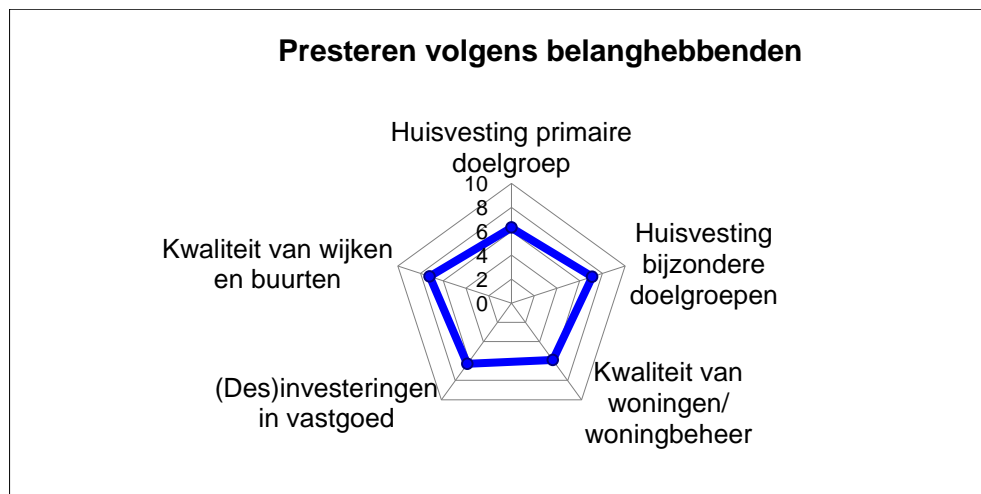 Presteren volgens belanghebbenden
Huisvesting primaire
doelgroep
10
8
6
4
2
0
Huisvesting
bijzondere
doelgroepen
Kwaliteit van
woningen/
woningbeheer
(Des)investeringen
in vastgoed
Kwaliteit van wijken
en buurten